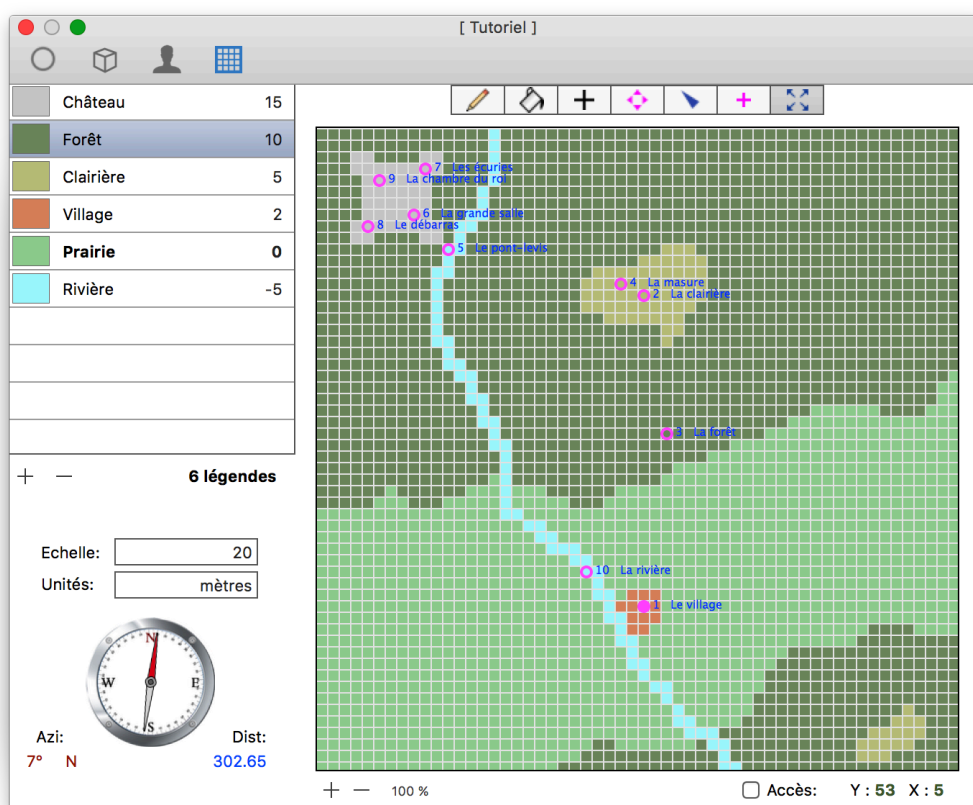 [ Tutoriel ]
Château 15
Forêt 10
Clairière 5
Village 2
Prairie 0
Rivière -5
6 légendes
Echelle: 20
Unités: mètres
N
W E
S
Azi: Dist:
7° N 302.65
7 Les écuries
9 La chambre du roi
6 La grande salle
8 Le débarras
5 Le pont-levis
4 La masure
2 La clairière
3 La forêt
10 La rivière
1 Le village
100 %
Accès: Y : 53 X : 5